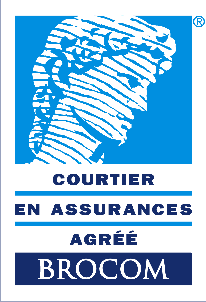 ®
COURTIER
EN ASSURANCES
AGRÉÉ
BROCOM